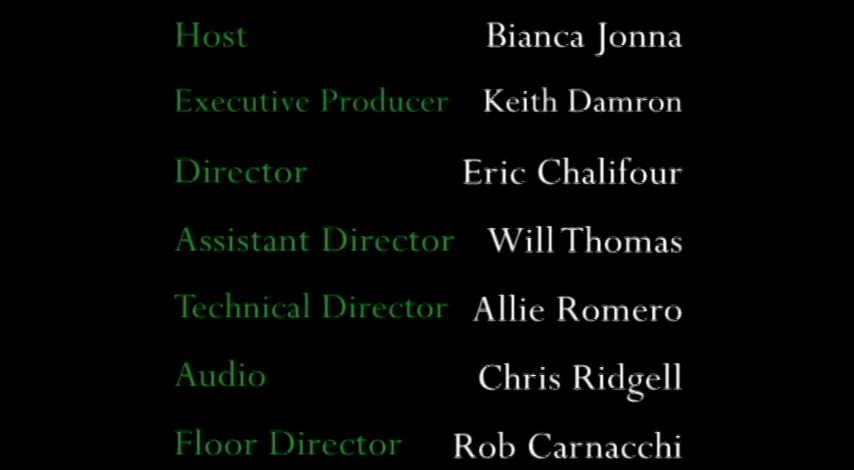 Host Bianca Jonna
Executive Producer Keith Damron
Director Eric Chalifour
Assistant Director Will Thomas
Technical Director Allie Romero
Audio Chris Ridgell
Floor Director Rob Carnacchi